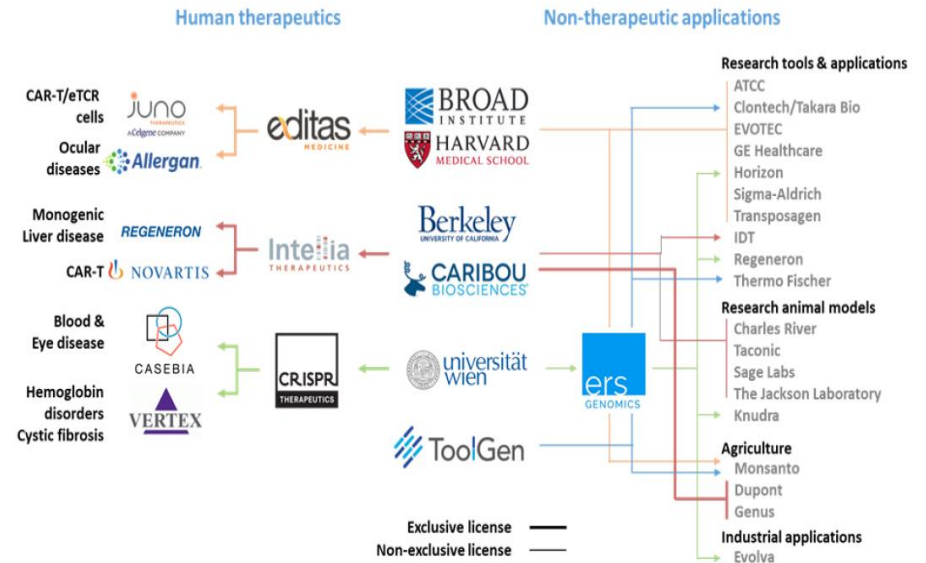 Human therapeutics
Non-therapeutic applications
CAR-T/eTCR
cells
JUNO
THERAPEUTICS
A Celgene COMPANY
Ocular
diseases
Allergan
editas
MEDICINE
BROAD
INSTITUTE
HARVARD
MEDICAL SCHOOL
Monogenic
Liver disease
REGENERON
CAR-T
NOVARTIS
Intellia
THERAPEUTICS
Berkeley
UNIVERSITY OF CALIFORNIA
CARIBOU
BIOSCIENCES
Blood &
Eye disease
CASEBIA
Hemoglobin
disorders
Cystic fibrosis
VERTEX
CRISPR
THERAPEUTICS
universität
wien
ers
GENOMICS
ToolGen
Exclusive license
Non-exclusive license
Research tools & applications
ATCC
Clontech/Takara Bio
EVOTEC
GE Healthcare
Horizon
Sigma-Aldrich
Transposagen
IDT
Regeneron
Thermo Fischer
Research animal models
Charles River
Taconic
Sage Labs
The Jackson Laboratory
Knudra
Agriculture
Monsanto
Dupont
Genus
Industrial applications
Evolva